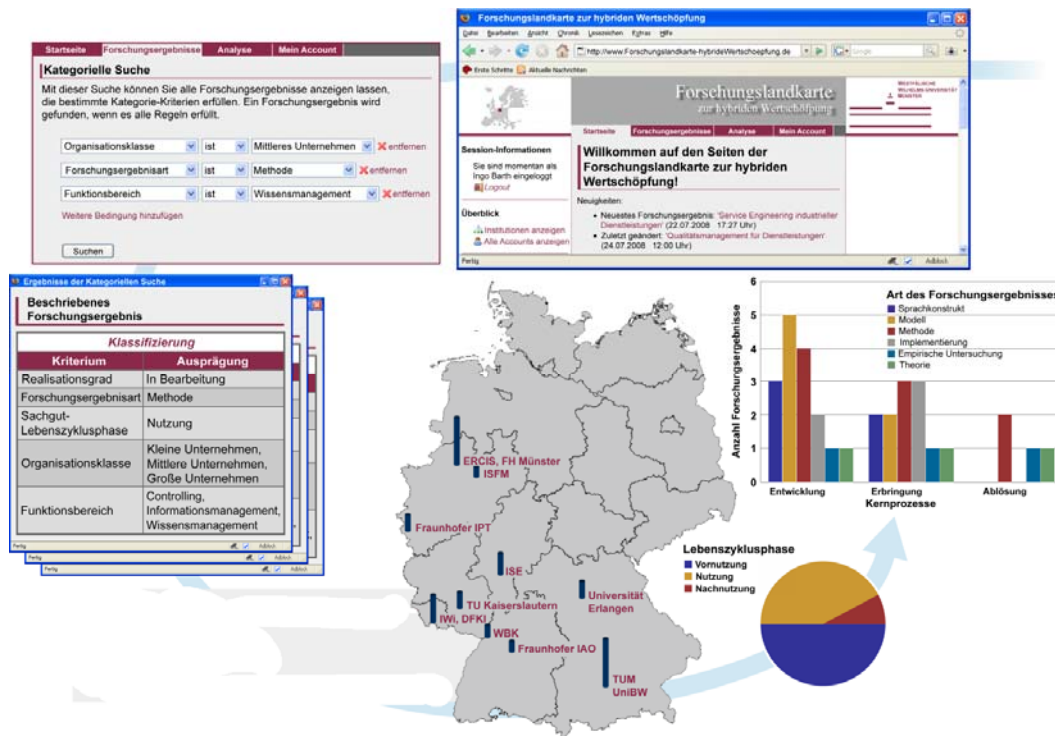 Startseite Forschungsergebnisse Analyse Mein Account
Kategorielle Suche
Mit dieser Suche können Sie alle Forschungsergebnisse anzeigen lassen,
die bestimmte Kategorie-Kriterien erfüllen. Ein Forschungsergebnis wird
gefunden, wenn es alle Regeln erfüllt.
Organisationsklasse ist Mittleres Unternehmen entfernen
Forschungsergebnisart ist Methode entfernen
Funktionsbereich ist Wissensmanagement entfernen
Weitere Bedingung hinzufügen
Suchen
Forschungslandkarte zur hybriden Wertschöpfung
Datei Bearbeiten Ansicht Chronik Lesezeichen Extras Hilfe
http://www.Forschungslandkarte-hybrideWertschoepfung.de
Google
Erste Schritte Aktuelle Nachrichten
Forschungslandkarte
zur hybriden Wertschöpfung
WESTFÄLISCHE
WILHELMS-UNIVERSITÄT
MÜNSTER
Startseite Forschungsergebnisse Analyse Mein Account
Session-Informationen
Sie sind momentan als
Ingo Barth eingeloggt
Logout
Überblick
Institutionen anzeigen
Alle Accounts anzeigen
Willkommen auf den Seiten der
Forschungslandkarte zur hybriden
Wertschöpfung!
Neuigkeiten:
• Neuestes Forschungsergebnis: 'Service Engineering industrieller
Dienstleistungen' (22.07.2008 17:27 Uhr)
• Zuletzt geändert: 'Qualitätsmanagement für Dienstleistungen'
(24.07.2008 12:00 Uhr)
Fertig Adblock
Ergebnisse der Kategoriellen Suche
Beschriebenes
Forschungsergebnis
Klassifizierung
Kriterium Ausprägung
Realisationsgrad In Bearbeitung
Forschungsergebnisart Methode
Sachgut-
Lebenszyklusphase Nutzung
Organisationsklasse Kleine Unternehmen,
Mittlere Unternehmen,
Große Unternehmen
Funktionsbereich Controlling,
Informationsmanagement,
Wissensmanagement
Fertig Adblock
Fertig Adblock
Adblock
ERCIS, FH Münster
ISFM
Fraunhofer IPT
ISE
TU Kaiserslautern
IWi, DFKI
WBK
Fraunhofer IAO
Universität
Erlangen
TUM
UniBW
Anzahl Forschungsergebnisse
6
5
4
3
2
1
0
Art des Forschungsergebnisses
Sprachkonstrukt
Modell
Methode
Implementierung
Empirische Untersuchung
Theorie
Entwicklung Erbringung Ablösung
Kernprozesse
Lebenszyklusphase
Vornutzung
Nutzung
Nachnutzung